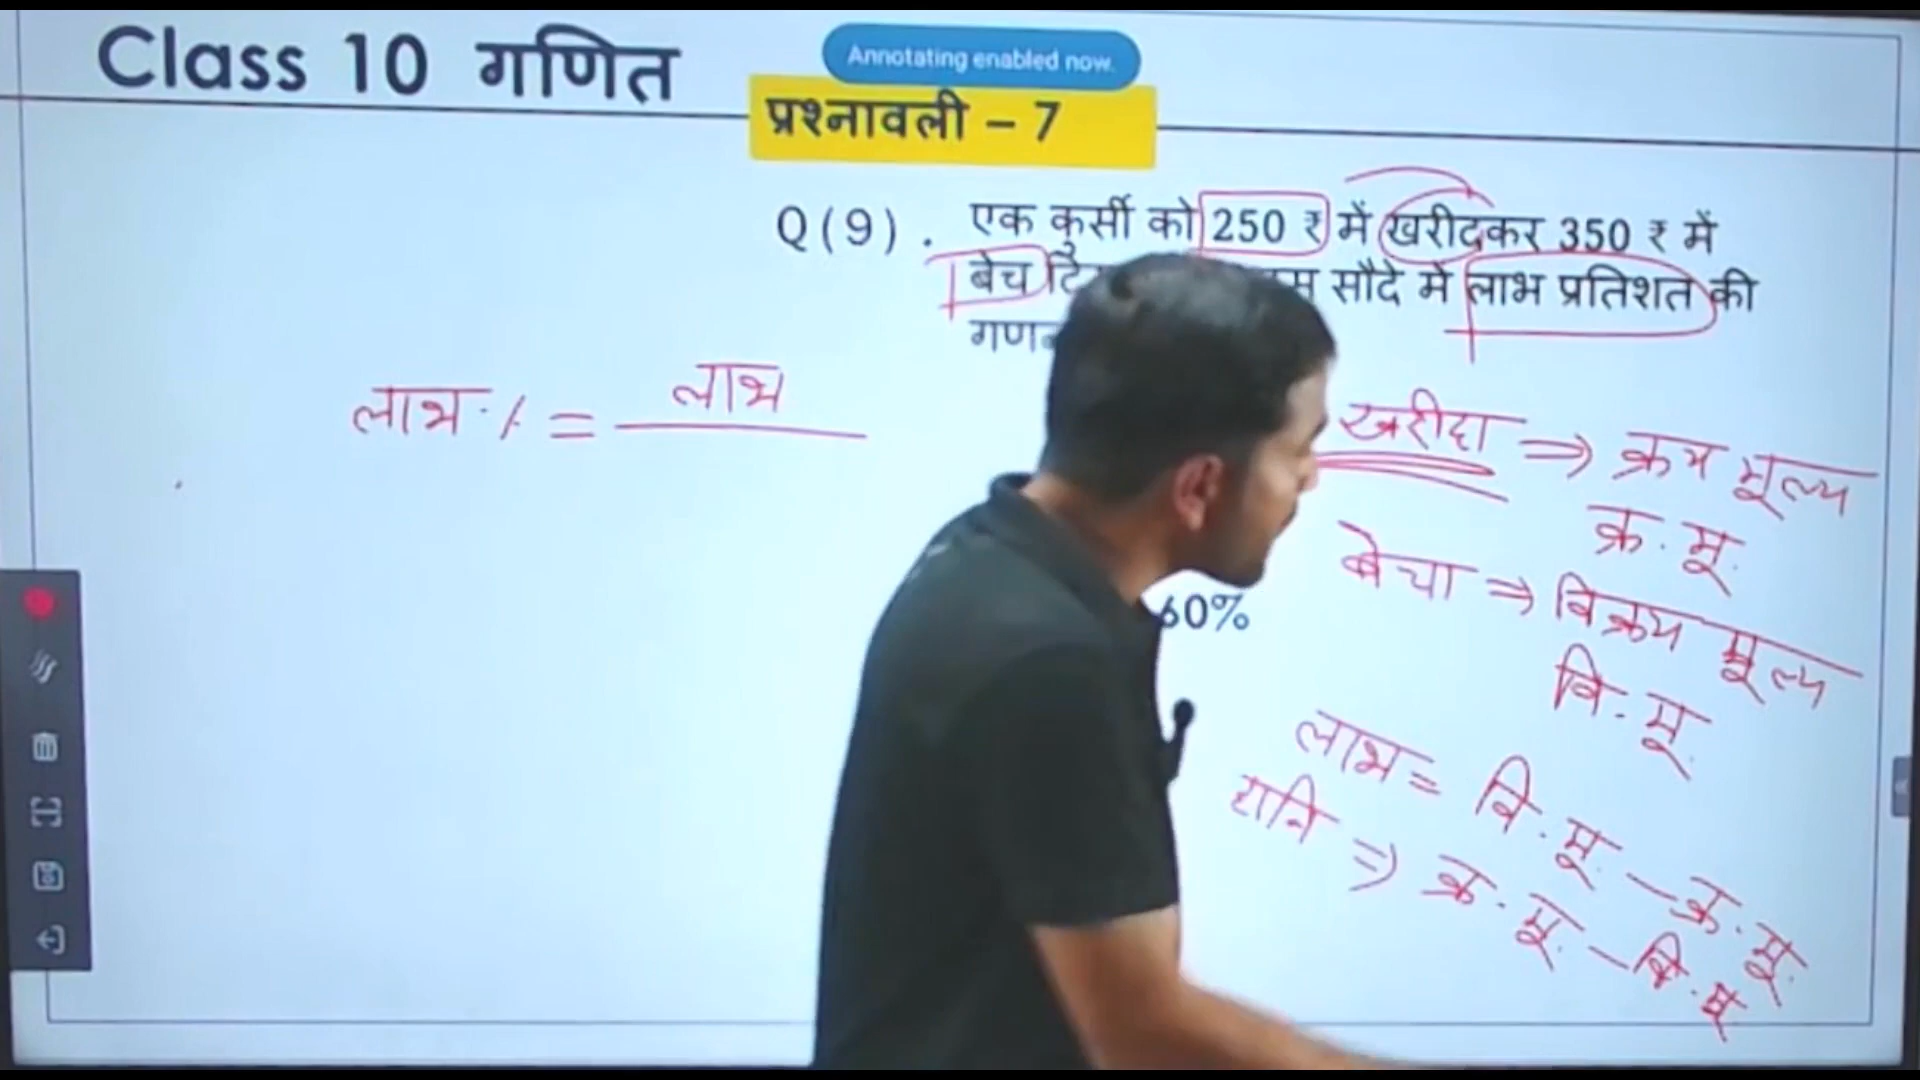 Class 10 गणित
Annotating enabled now.
प्रश्नावली – 7
Q(9). एक कुर्सी को 250 ₹ में खरीदकर 350 ₹ में
बेच सौदे में लाभ प्रतिशत की
लाभ % = लाभ
खरीदा ⇒ क्रय मूल्य
क्र. मू.
बेचा ⇒ विक्रय मूल्य
वि. मू.
60%
लाभ = वि. मू. – क्र. मू.
हानि ⇒ क्र. मू. – वि. मू.